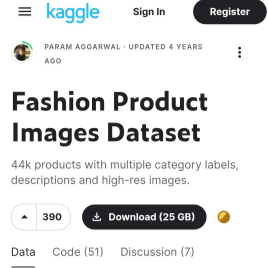 kaggle
Sign In
Register
PARAM AGGARWAL · UPDATED 4 YEARS
AGO
Fashion Product
Images Dataset
44k products with multiple category labels,
descriptions and high-res images.
390
Download (25 GB)
Data
Code (51)
Discussion (7)